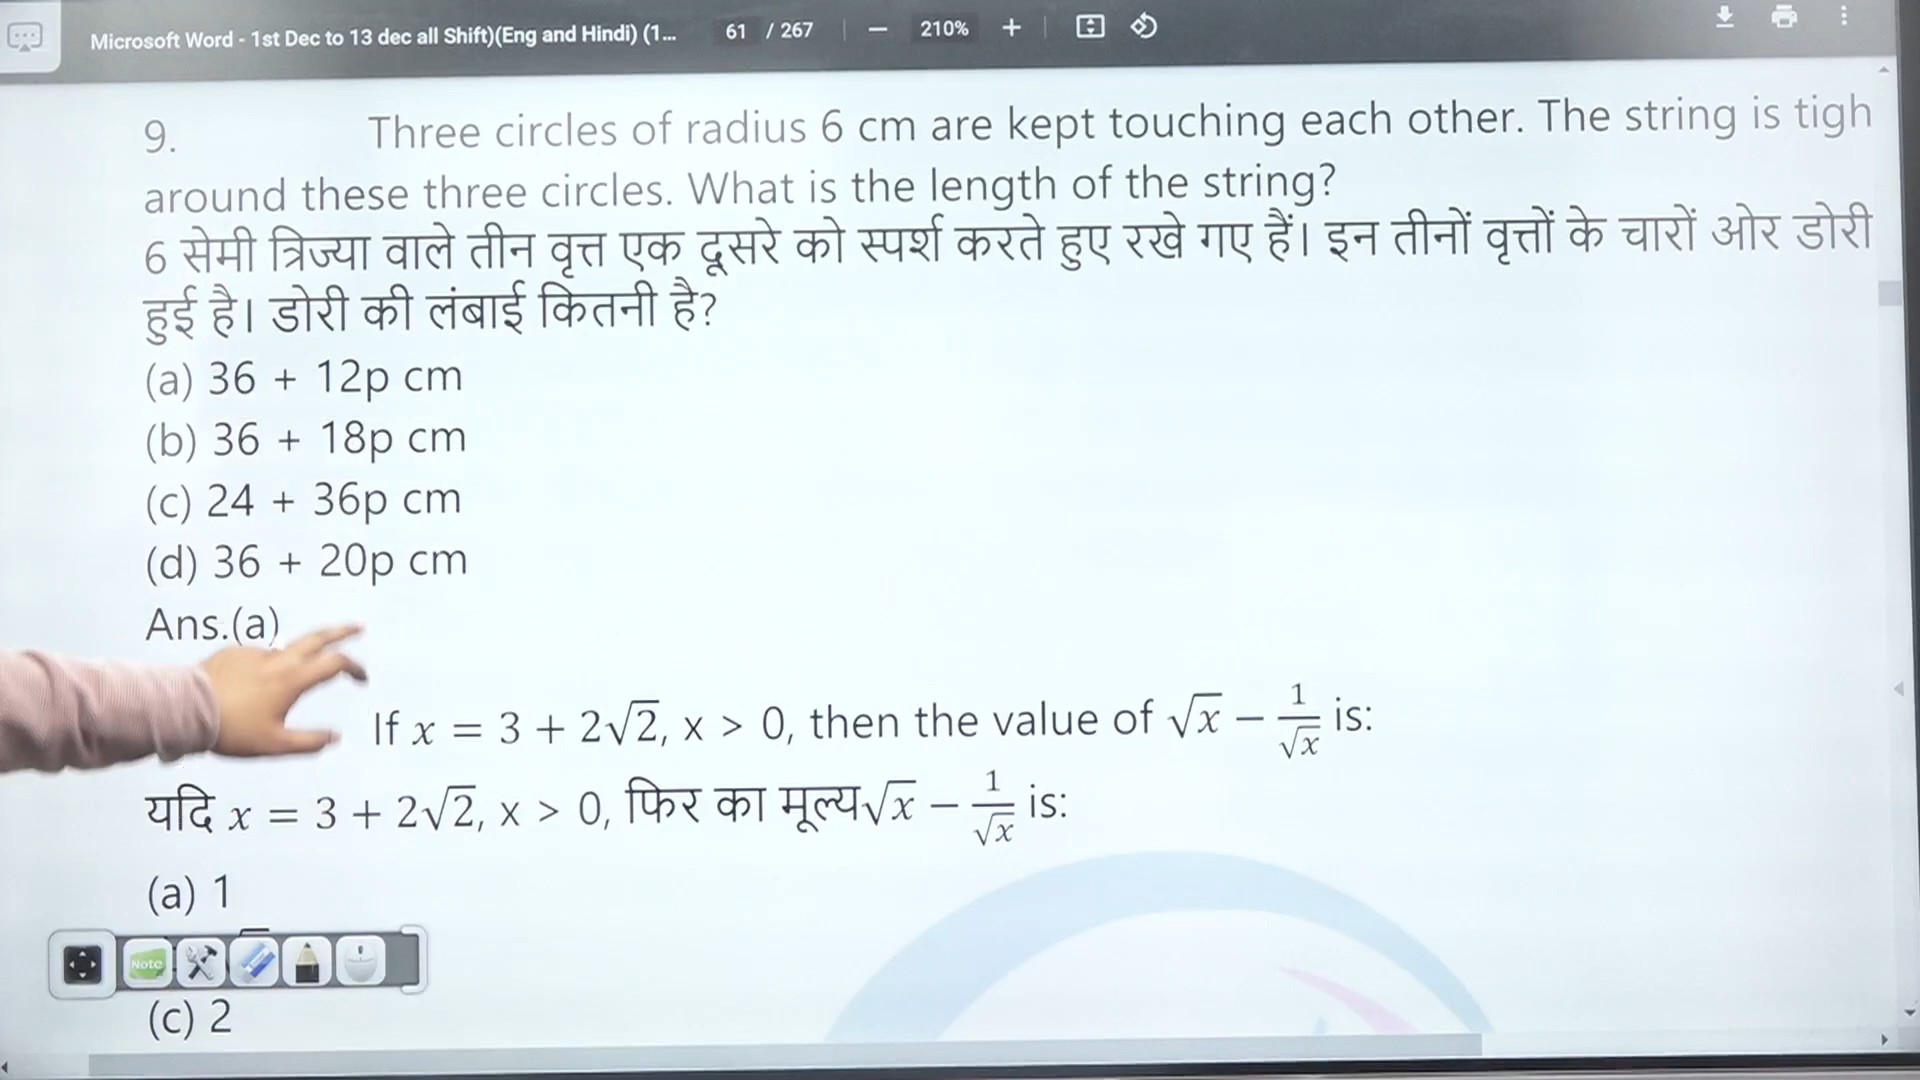 Microsoft Word - 1st Dec to 13 dec all Shift)(Eng and Hindi) (1... 61 / 267 — 210% +
9. Three circles of radius 6 cm are kept touching each other. The string is tigh
around these three circles. What is the length of the string?
6 सेमी त्रिज्या वाले तीन वृत्त एक दूसरे को स्पर्श करते हुए रखे गए हैं। इन तीनों वृत्तों के चारों ओर डोरी
हुई है। डोरी की लंबाई कितनी है?
(a) 36 + 12p cm
(b) 36 + 18p cm
(c) 24 + 36p cm
(d) 36 + 20p cm
Ans.(a)
If x = 3 + 2√2, x > 0, then the value of √x − 1/√x is:
यदि x = 3 + 2√2, x > 0, फिर का मूल्य√x − 1/√x is:
(a) 1
Note
(c) 2